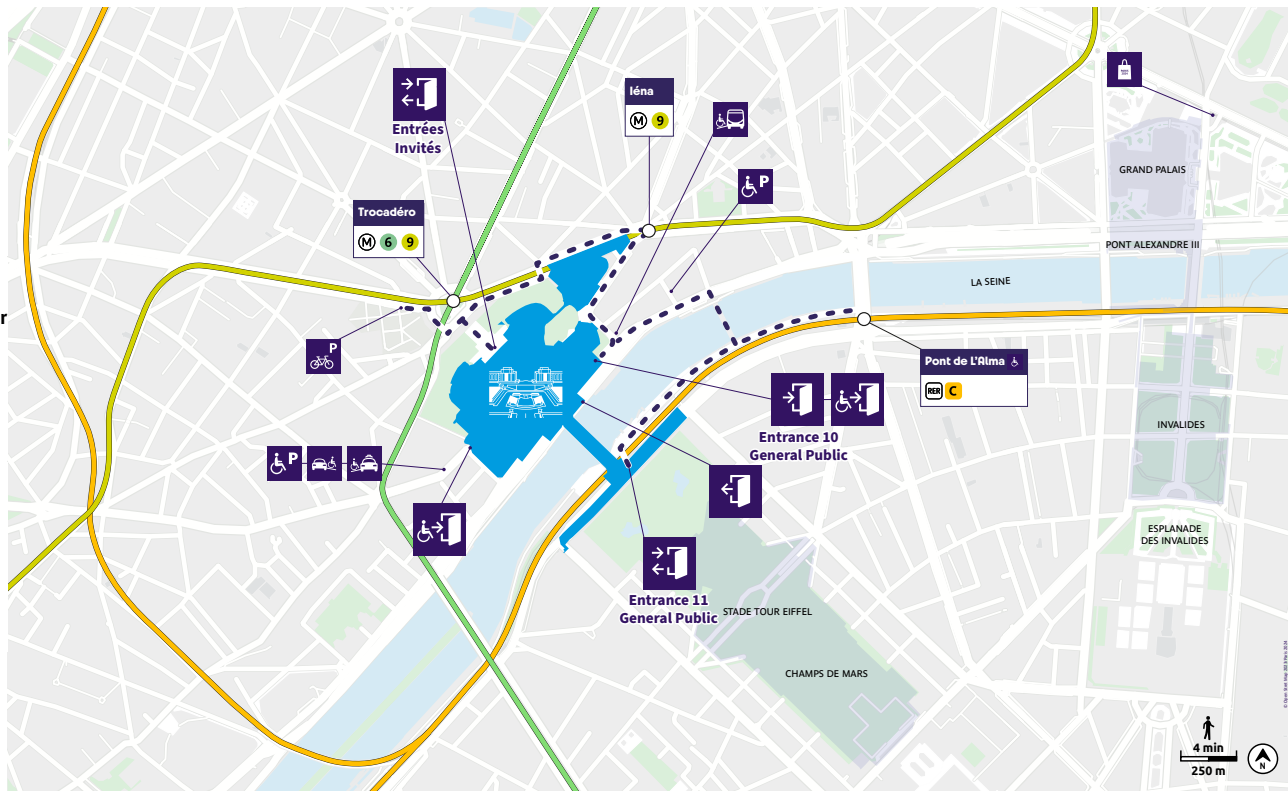 Iéna
M 9
P
Entrées
Invités
GRAND PALAIS
P
Trocadéro
M 6 9
PONT ALEXANDRE III
LA SEINE
r
P
Pont de L'Alma
RER C
Entrance 10
General Public
INVALIDES
P
ESPLANADE
DES INVALIDES
Entrance 11
General Public
STADE TOUR EIFFEL
CHAMPS DE MARS
4 min
250 m
N